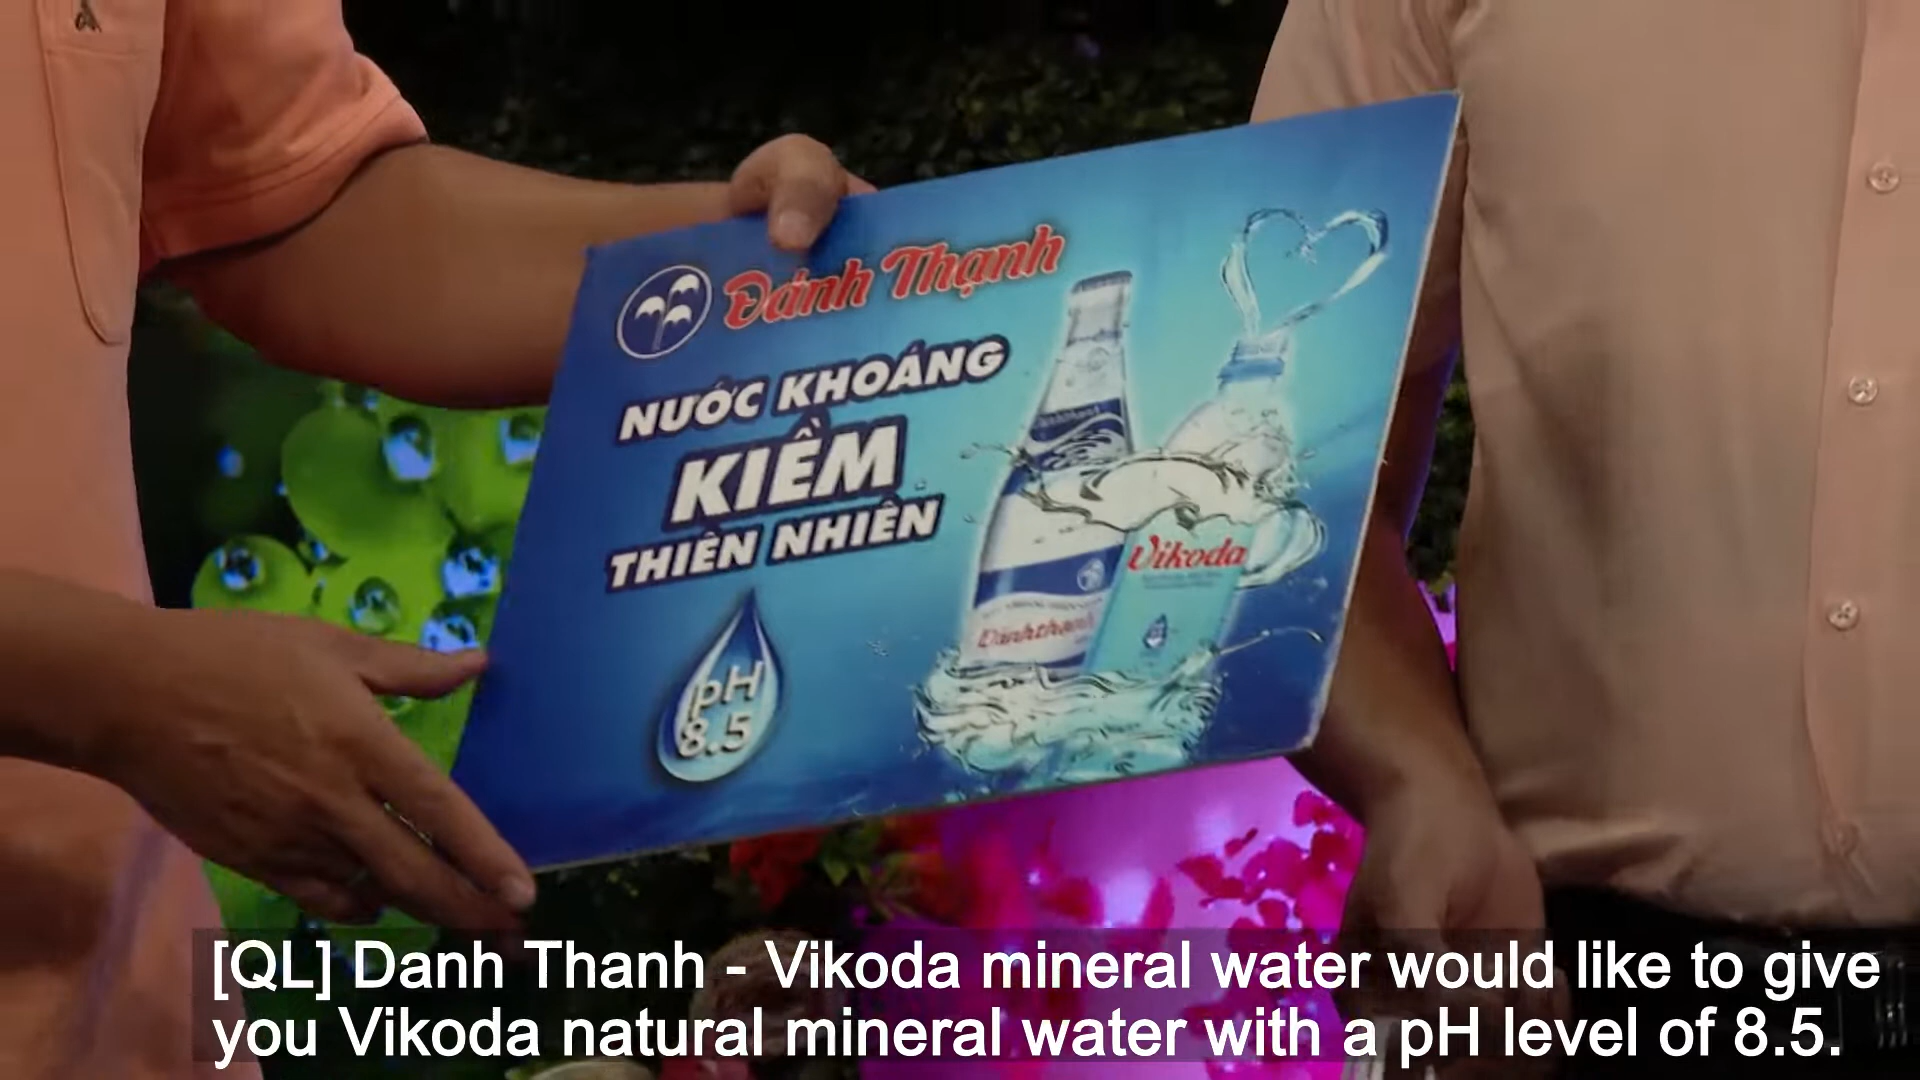 Đảnh Thạnh
NƯỚC KHOÁNG
KIỀM
THIÊN NHIÊN
pH
8.5
Đảnhthạnh
Vikoda
[QL] Danh Thanh - Vikoda mineral water would like to give
you Vikoda natural mineral water with a pH level of 8.5.